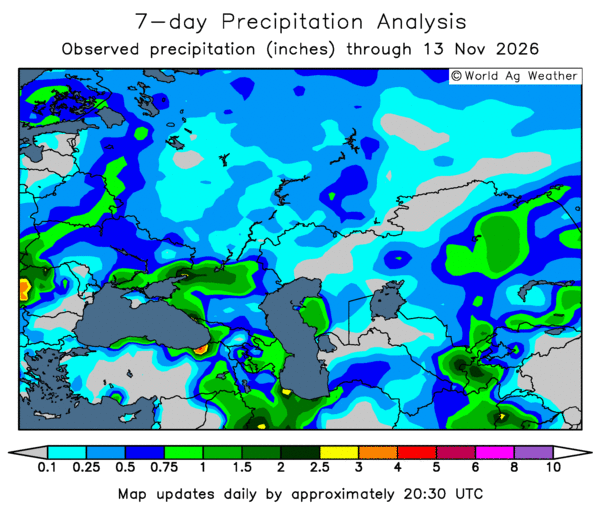 7-day Precipitation Analysis
Observed precipitation (inches) through 13 Nov 2026
© World Ag Weather
0.1 0.25 0.5 0.75 1 1.5 2 2.5 3 4 5 6 8 10
Map updates daily by approximately 20:30 UTC